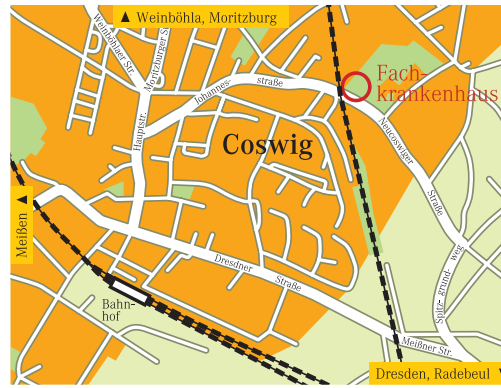 ▲ Weinböhla, Moritzburg
Weinböhlaer Str.
Moritzburger Str.
Johannes-
straße
Fach-
krankenhaus
Hauptstr.
Coswig
Neucoswiger
Straße
Meißen ▲
Dresdner
Straße
Spitz-grund-weg
Bahn-
hof
Meißner Str.
Dresden, Radebeul